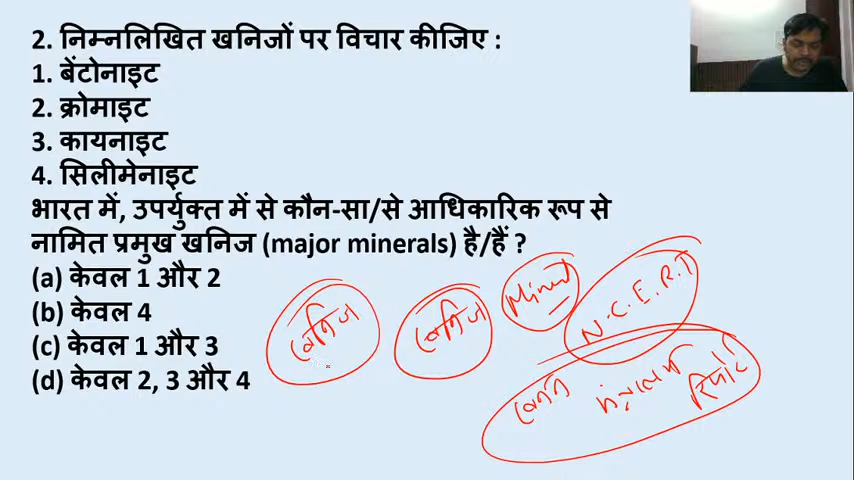 2. निम्नलिखित खनिजों पर विचार कीजिए :
1. बेंटोनाइट
2. क्रोमाइट
3. कायनाइट
4. सिलीमेनाइट
भारत में, उपर्युक्त में से कौन-सा/से आधिकारिक रूप से
नामित प्रमुख खनिज (major minerals) है/हैं ?
(a) केवल 1 और 2
(b) केवल 4
(c) केवल 1 और 3
(d) केवल 2, 3 और 4
खनिज
खनिज
N.C.E.R.T
रिपोर्ट